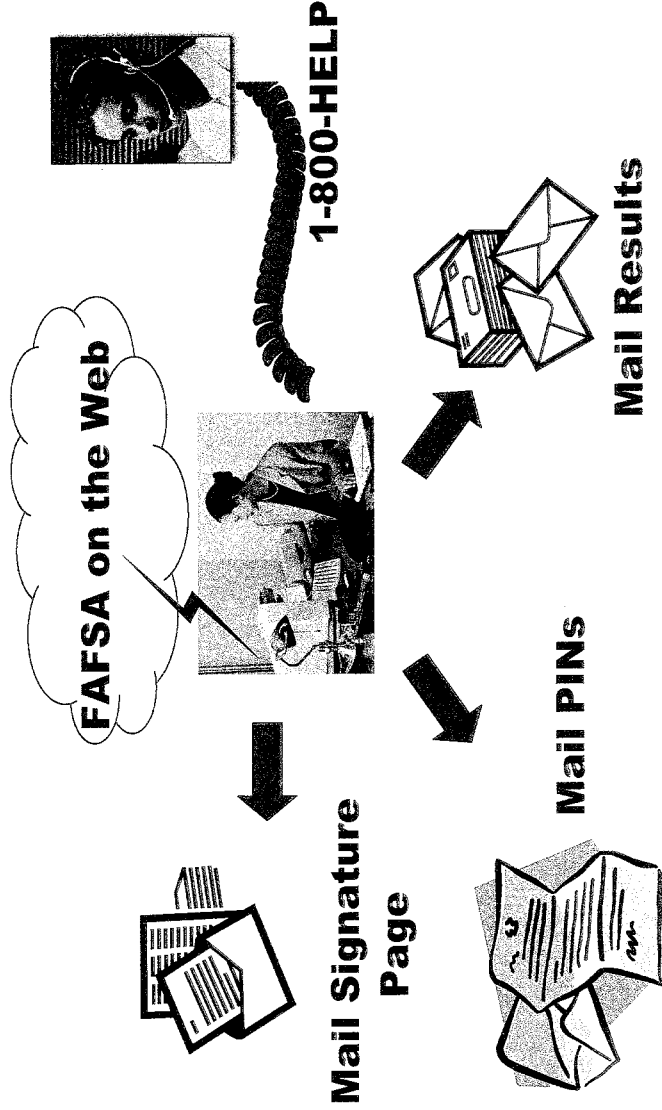 FAFSA on the Web
1-800-HELP
Mail Signature
Page
Mail PINs
Mail Results